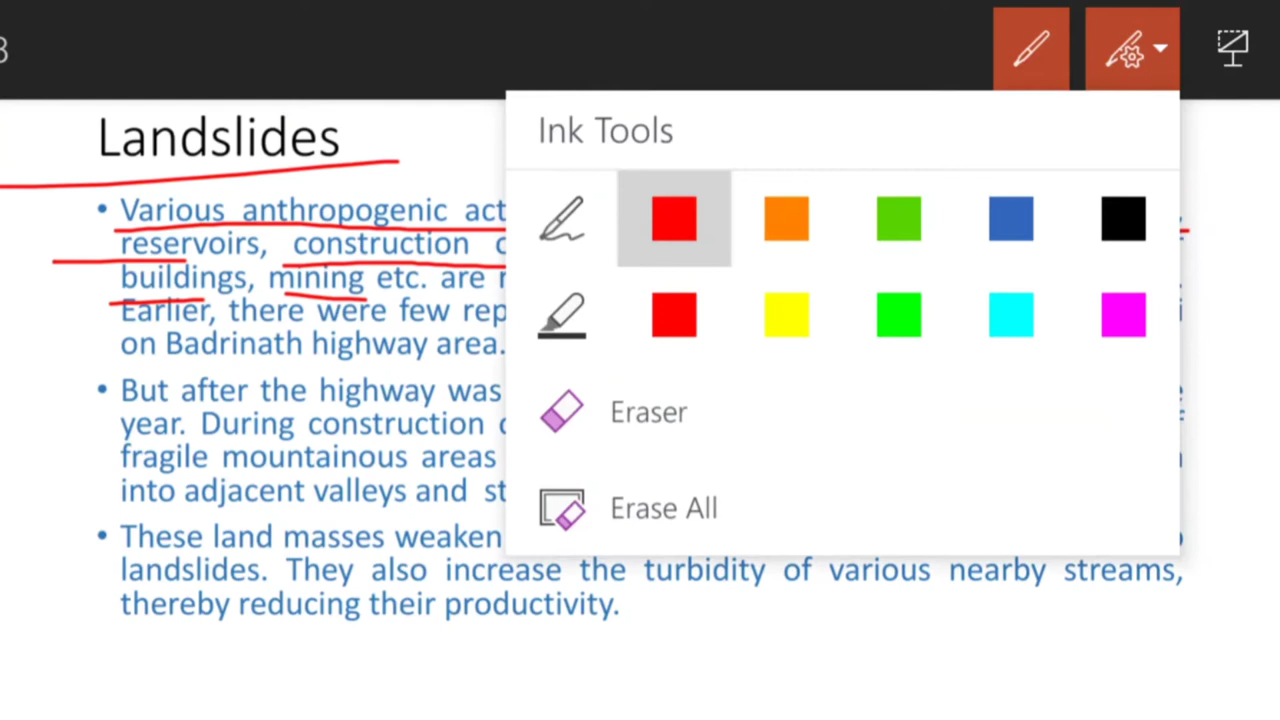 3
Landslides
Ink Tools
• Various anthropogenic act
reservoirs, construction
buildings, mining etc. are
Earlier, there were few rep
on Badrinath highway area.
• But after the highway was
year. During construction
fragile mountainous areas
into adjacent valleys and st
Eraser
Erase All
• These land masses weaken
landslides. They also increase the turbidity of various nearby streams,
thereby reducing their productivity.